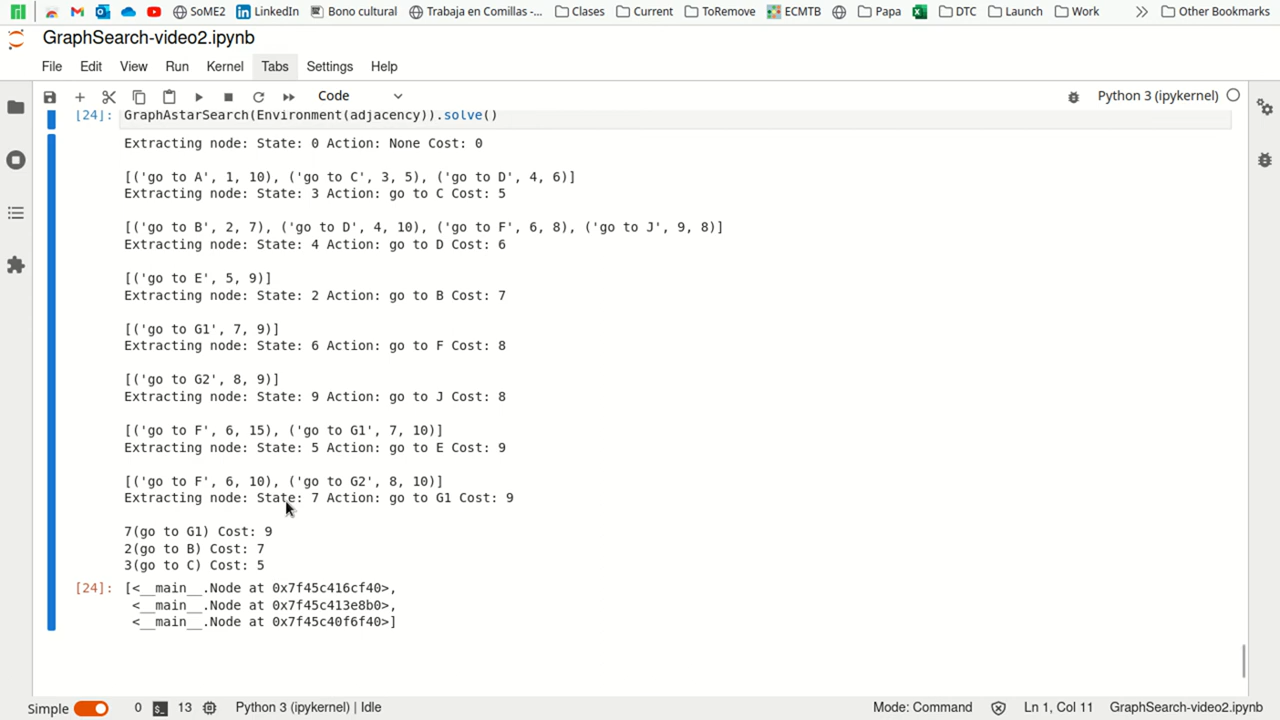 SoME2 LinkedIn Bono cultural Trabaja en Comillas -... Clases Current ToRemove ECMTB Papa DTC Launch Work Other Bookmarks
GraphSearch-video2.ipynb
File Edit View Run Kernel Tabs Settings Help
Code Python 3 (ipykernel)
[24]: GraphAstarSearch(Environment(adjacency)).solve()
Extracting node: State: 0 Action: None Cost: 0
[('go to A', 1, 10), ('go to C', 3, 5), ('go to D', 4, 6)]
Extracting node: State: 3 Action: go to C Cost: 5
[('go to B', 2, 7), ('go to D', 4, 10), ('go to F', 6, 8), ('go to J', 9, 8)]
Extracting node: State: 4 Action: go to D Cost: 6
[('go to E', 5, 9)]
Extracting node: State: 2 Action: go to B Cost: 7
[('go to G1', 7, 9)]
Extracting node: State: 6 Action: go to F Cost: 8
[('go to G2', 8, 9)]
Extracting node: State: 9 Action: go to J Cost: 8
[('go to F', 6, 15), ('go to G1', 7, 10)]
Extracting node: State: 5 Action: go to E Cost: 9
[('go to F', 6, 10), ('go to G2', 8, 10)]
Extracting node: State: 7 Action: go to G1 Cost: 9
7(go to G1) Cost: 9
2(go to B) Cost: 7
3(go to C) Cost: 5
[24]: [<__main__.Node at 0x7f45c416cf40>,
<__main__.Node at 0x7f45c413e8b0>,
<__main__.Node at 0x7f45c40f6f40>]
Simple 0 13 Python 3 (ipykernel) | Idle Mode: Command Ln 1, Col 11 GraphSearch-video2.ipynb